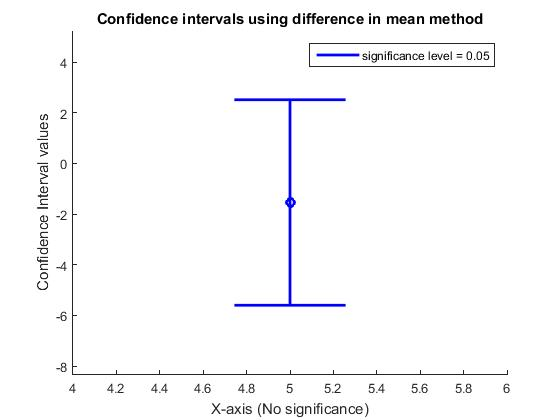 Confidence intervals using difference in mean method
significance level = 0.05
Confidence Interval values
4
2
0
-2
-4
-6
-8
4 4.2 4.4 4.6 4.8 5 5.2 5.4 5.6 5.8 6
X-axis (No significance)